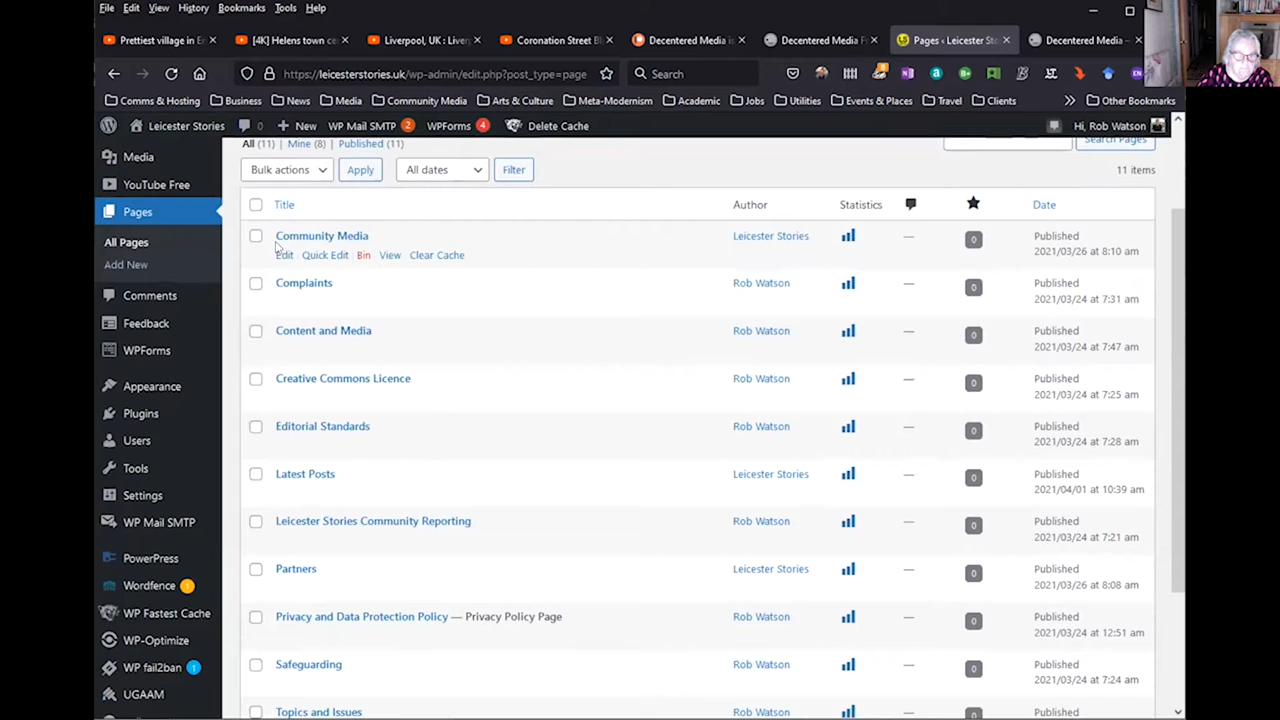 File Edit View History Bookmarks Tools Help
Prettiest village in E
[4K] Helens town ce
Liverpool, UK : Liver
Coronation Street Bl
Decentered Media is
Decentered Media F
Pages ‹ Leicester Sto
Decentered Media –
https://leicesterstories.uk/wp-admin/edit.php?post_type=page
Search
Comms & Hosting Business News Media Community Media Arts & Culture Meta-Modernism Academic Jobs Utilities Events & Places Travel Clients Other Bookmarks
Leicester Stories 0 New WP Mail SMTP 2 WPForms 4 Delete Cache Hi, Rob Watson
Media
YouTube Free
Pages
All Pages
Add New
Comments
Feedback
WPForms
Appearance
Plugins
Users
Tools
Settings
WP Mail SMTP
PowerPress
Wordfence 1
WP Fastest Cache
WP-Optimize
WP fail2ban 1
UGAAM
All (11) | Mine (8) | Published (11)
Search Pages
Bulk actions Apply All dates Filter 11 items
Title Author Statistics Date
Community Media Leicester Stories — 0 Published
Edit Quick Edit | Bin View Clear Cache 2021/03/26 at 8:10 am
Complaints Rob Watson — 0 Published
2021/03/24 at 7:31 am
Content and Media Rob Watson — 0 Published
2021/03/24 at 7:47 am
Creative Commons Licence Rob Watson — 0 Published
2021/03/24 at 7:25 am
Editorial Standards Rob Watson — 0 Published
2021/03/24 at 7:28 am
Latest Posts Leicester Stories — 0 Published
2021/04/01 at 10:39 am
Leicester Stories Community Reporting Rob Watson — 0 Published
2021/03/24 at 7:21 am
Partners Leicester Stories — 0 Published
2021/03/26 at 8:08 am
Privacy and Data Protection Policy — Privacy Policy Page Rob Watson — 0 Published
2021/03/24 at 12:51 am
Safeguarding Rob Watson — 0 Published
2021/03/24 at 7:24 am
Topics and Issues Rob Watson — 0 Published